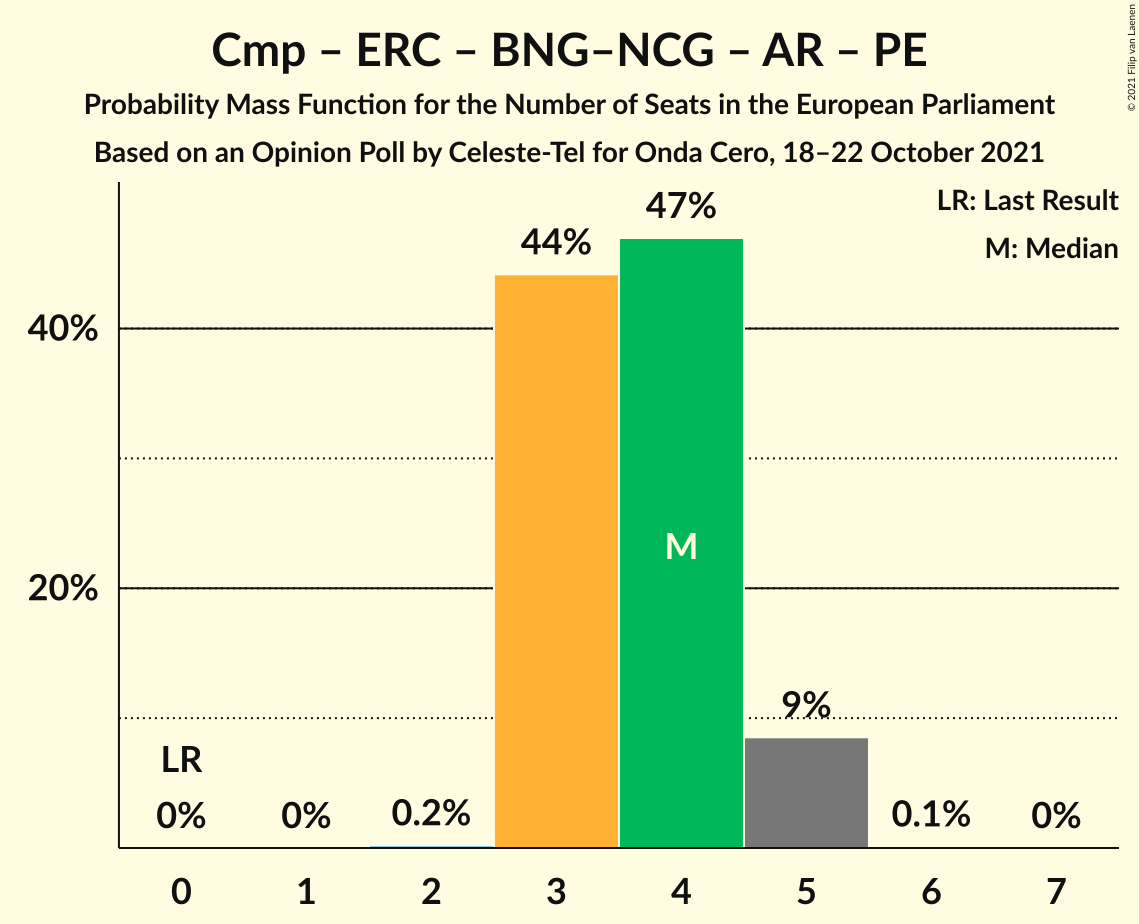 Cmp – ERC – BNG–NCG – AR – PE
Probability Mass Function for the Number of Seats in the European Parliament
Based on an Opinion Poll by Celeste-Tel for Onda Cero, 18–22 October 2021
© 2021 Filip van Laenen
LR: Last Result
M: Median
47%
44%
40%
M
20%
9%
LR
0%
0%
0.2%
0.1%
0%
0
1
2
3
4
5
6
7